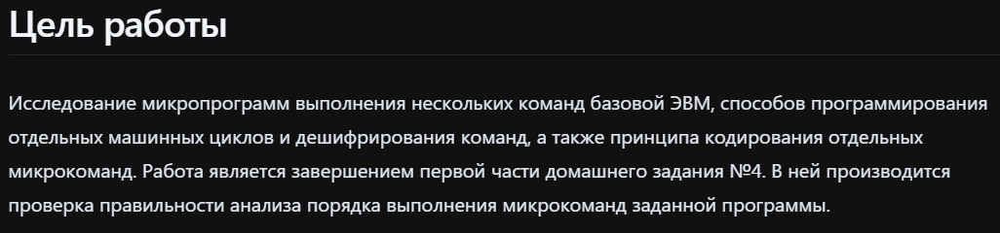 Цель работы
Исследование микропрограмм выполнения нескольких команд базовой ЭВМ, способов программирования
отдельных машинных циклов и дешифрирования команд, а также принципа кодирования отдельных
микрокоманд. Работа является завершением первой части домашнего задания №4. В ней производится
проверка правильности анализа порядка выполнения микрокоманд заданной программы.